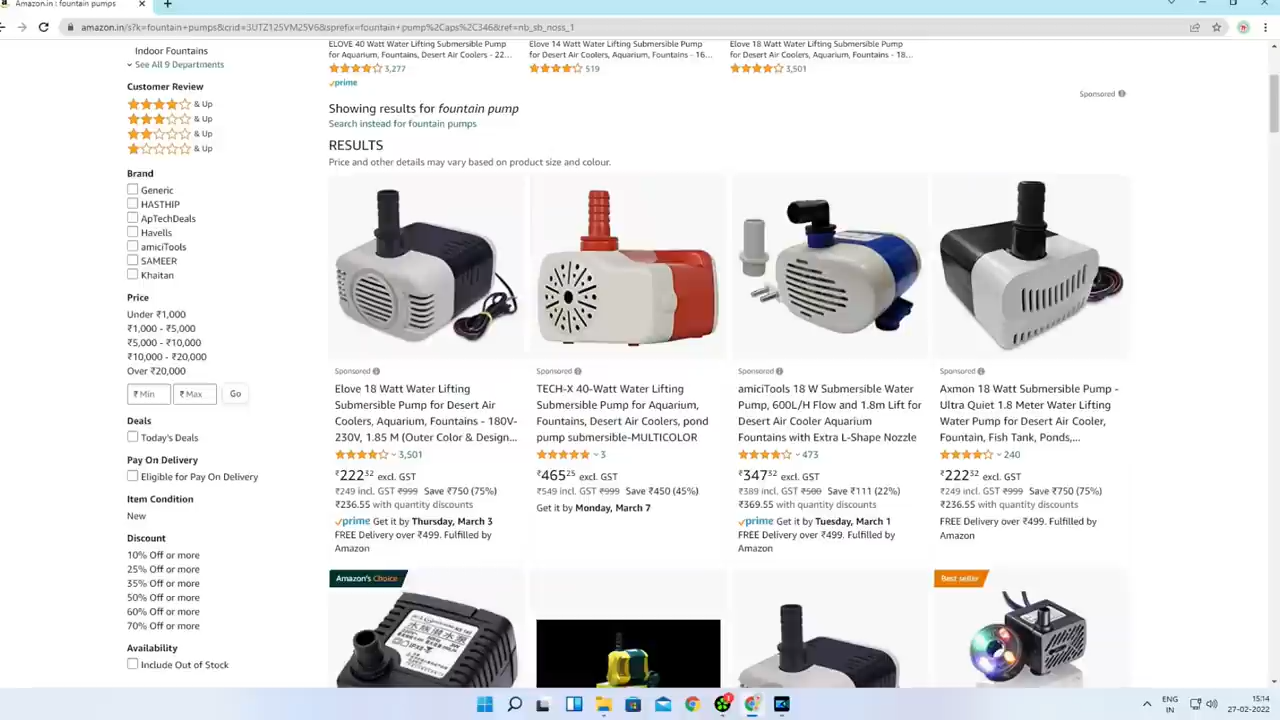 Amazon.in : fountain pumps
amazon.in/s?k=fountain+pumps&crid=3UTZ125VM25V6&sprefix=fountain+pump%2Caps%2C346&ref=nb_sb_noss_1
Indoor Fountains
See All 9 Departments
Customer Review
& Up
& Up
& Up
& Up
Brand
Generic
HASTHIP
ApTechDeals
Havells
amiciTools
SAMEER
Khaitan
Price
Under ₹1,000
₹1,000 - ₹5,000
₹5,000 - ₹10,000
₹10,000 - ₹20,000
Over ₹20,000
₹ Min
₹ Max
Go
Deals
Today's Deals
Pay On Delivery
Eligible for Pay On Delivery
Item Condition
New
Discount
10% Off or more
25% Off or more
35% Off or more
50% Off or more
60% Off or more
70% Off or more
Availability
Include Out of Stock
ELOVE 40 Watt Water Lifting Submersible Pump
for Aquarium, Fountains, Desert Air Coolers - 22...
3,277
prime
Elove 14 Watt Water Lifting Submersible Pump
for Desert Air Coolers, Aquarium, Fountains - 16...
519
Elove 18 Watt Water Lifting Submersible Pump
for Desert Air Coolers, Aquarium, Fountains - 18...
3,501
Sponsored
Showing results for fountain pump
Search instead for fountain pumps
RESULTS
Price and other details may vary based on product size and colour.
Sponsored
Elove 18 Watt Water Lifting
Submersible Pump for Desert Air
Coolers, Aquarium, Fountains - 180V-
230V, 1.85 M (Outer Color & Design...
3,501
₹222.32 excl. GST
₹249 incl. GST ₹999 Save ₹750 (75%)
₹236.55 with quantity discounts
prime Get it by Thursday, March 3
FREE Delivery over ₹499. Fulfilled by
Amazon
Sponsored
TECH-X 40-Watt Water Lifting
Submersible Pump for Aquarium,
Fountains, Desert Air Coolers, pond
pump submersible-MULTICOLOR
3
₹465.25 excl. GST
₹549 incl. GST ₹999 Save ₹450 (45%)
Get it by Monday, March 7
Sponsored
amiciTools 18 W Submersible Water
Pump, 600L/H Flow and 1.8m Lift for
Desert Air Cooler Aquarium
Fountains with Extra L-Shape Nozzle
473
₹347.32 excl. GST
₹389 incl. GST ₹500 Save ₹111 (22%)
₹369.55 with quantity discounts
prime Get it by Tuesday, March 1
FREE Delivery over ₹499. Fulfilled by
Amazon
Sponsored
Axmon 18 Watt Submersible Pump -
Ultra Quiet 1.8 Meter Water Lifting
Water Pump for Desert Air Cooler,
Fountain, Fish Tank, Ponds,...
240
₹222.32 excl. GST
₹249 incl. GST ₹999 Save ₹750 (75%)
₹236.55 with quantity discounts
FREE Delivery over ₹499. Fulfilled by
Amazon
Amazon's Choice
Best seller
ENG
IN
15:14
27-02-2022